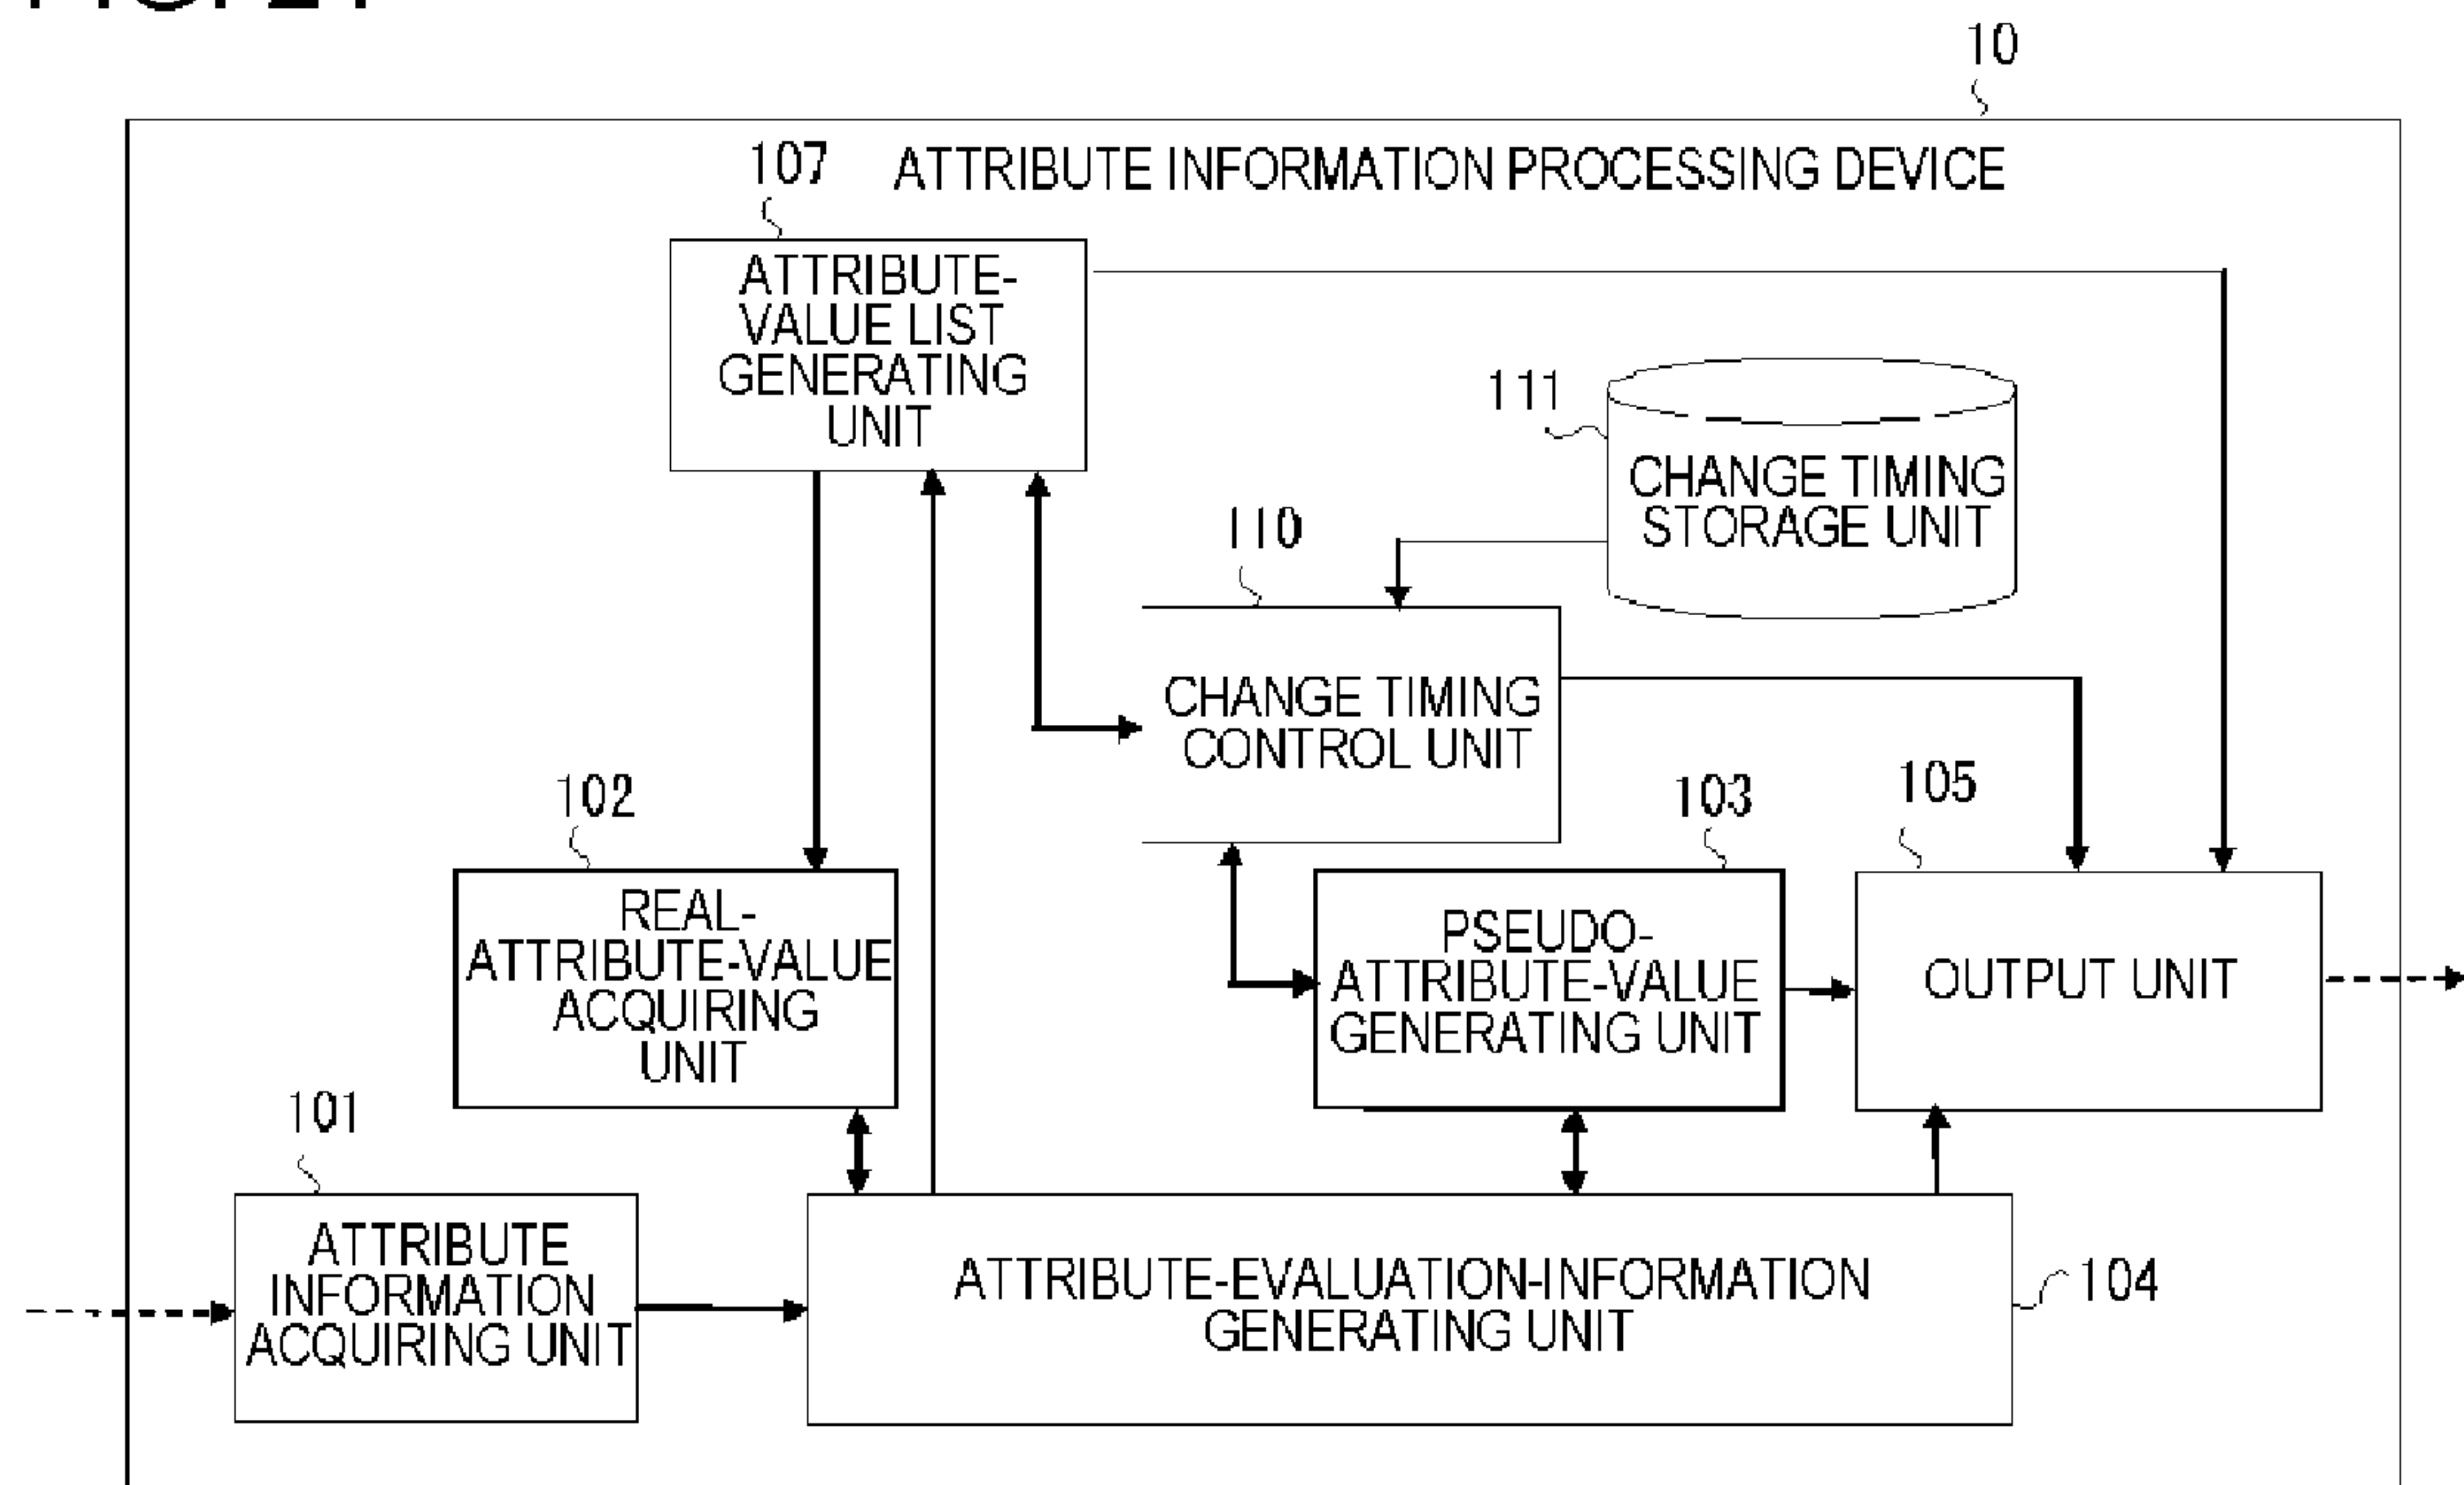 10
107
ATTRIBUTE INFORMATION PROCESSING DEVICE
ATTRIBUTE-
VALUE LIST
GENERATING
UNIT
111
CHANGE TIMING
STORAGE UNIT
110
CHANGE TIMING
CONTROL UNIT
102
REAL-
ATTRIBUTE-VALUE
ACQUIRING
UNIT
103
PSEUDO-
ATTRIBUTE-VALUE
GENERATING UNIT
105
OUTPUT UNIT
101
ATTRIBUTE
INFORMATION
ACQUIRING UNIT
ATTRIBUTE-EVALUATION-INFORMATION
GENERATING UNIT
104